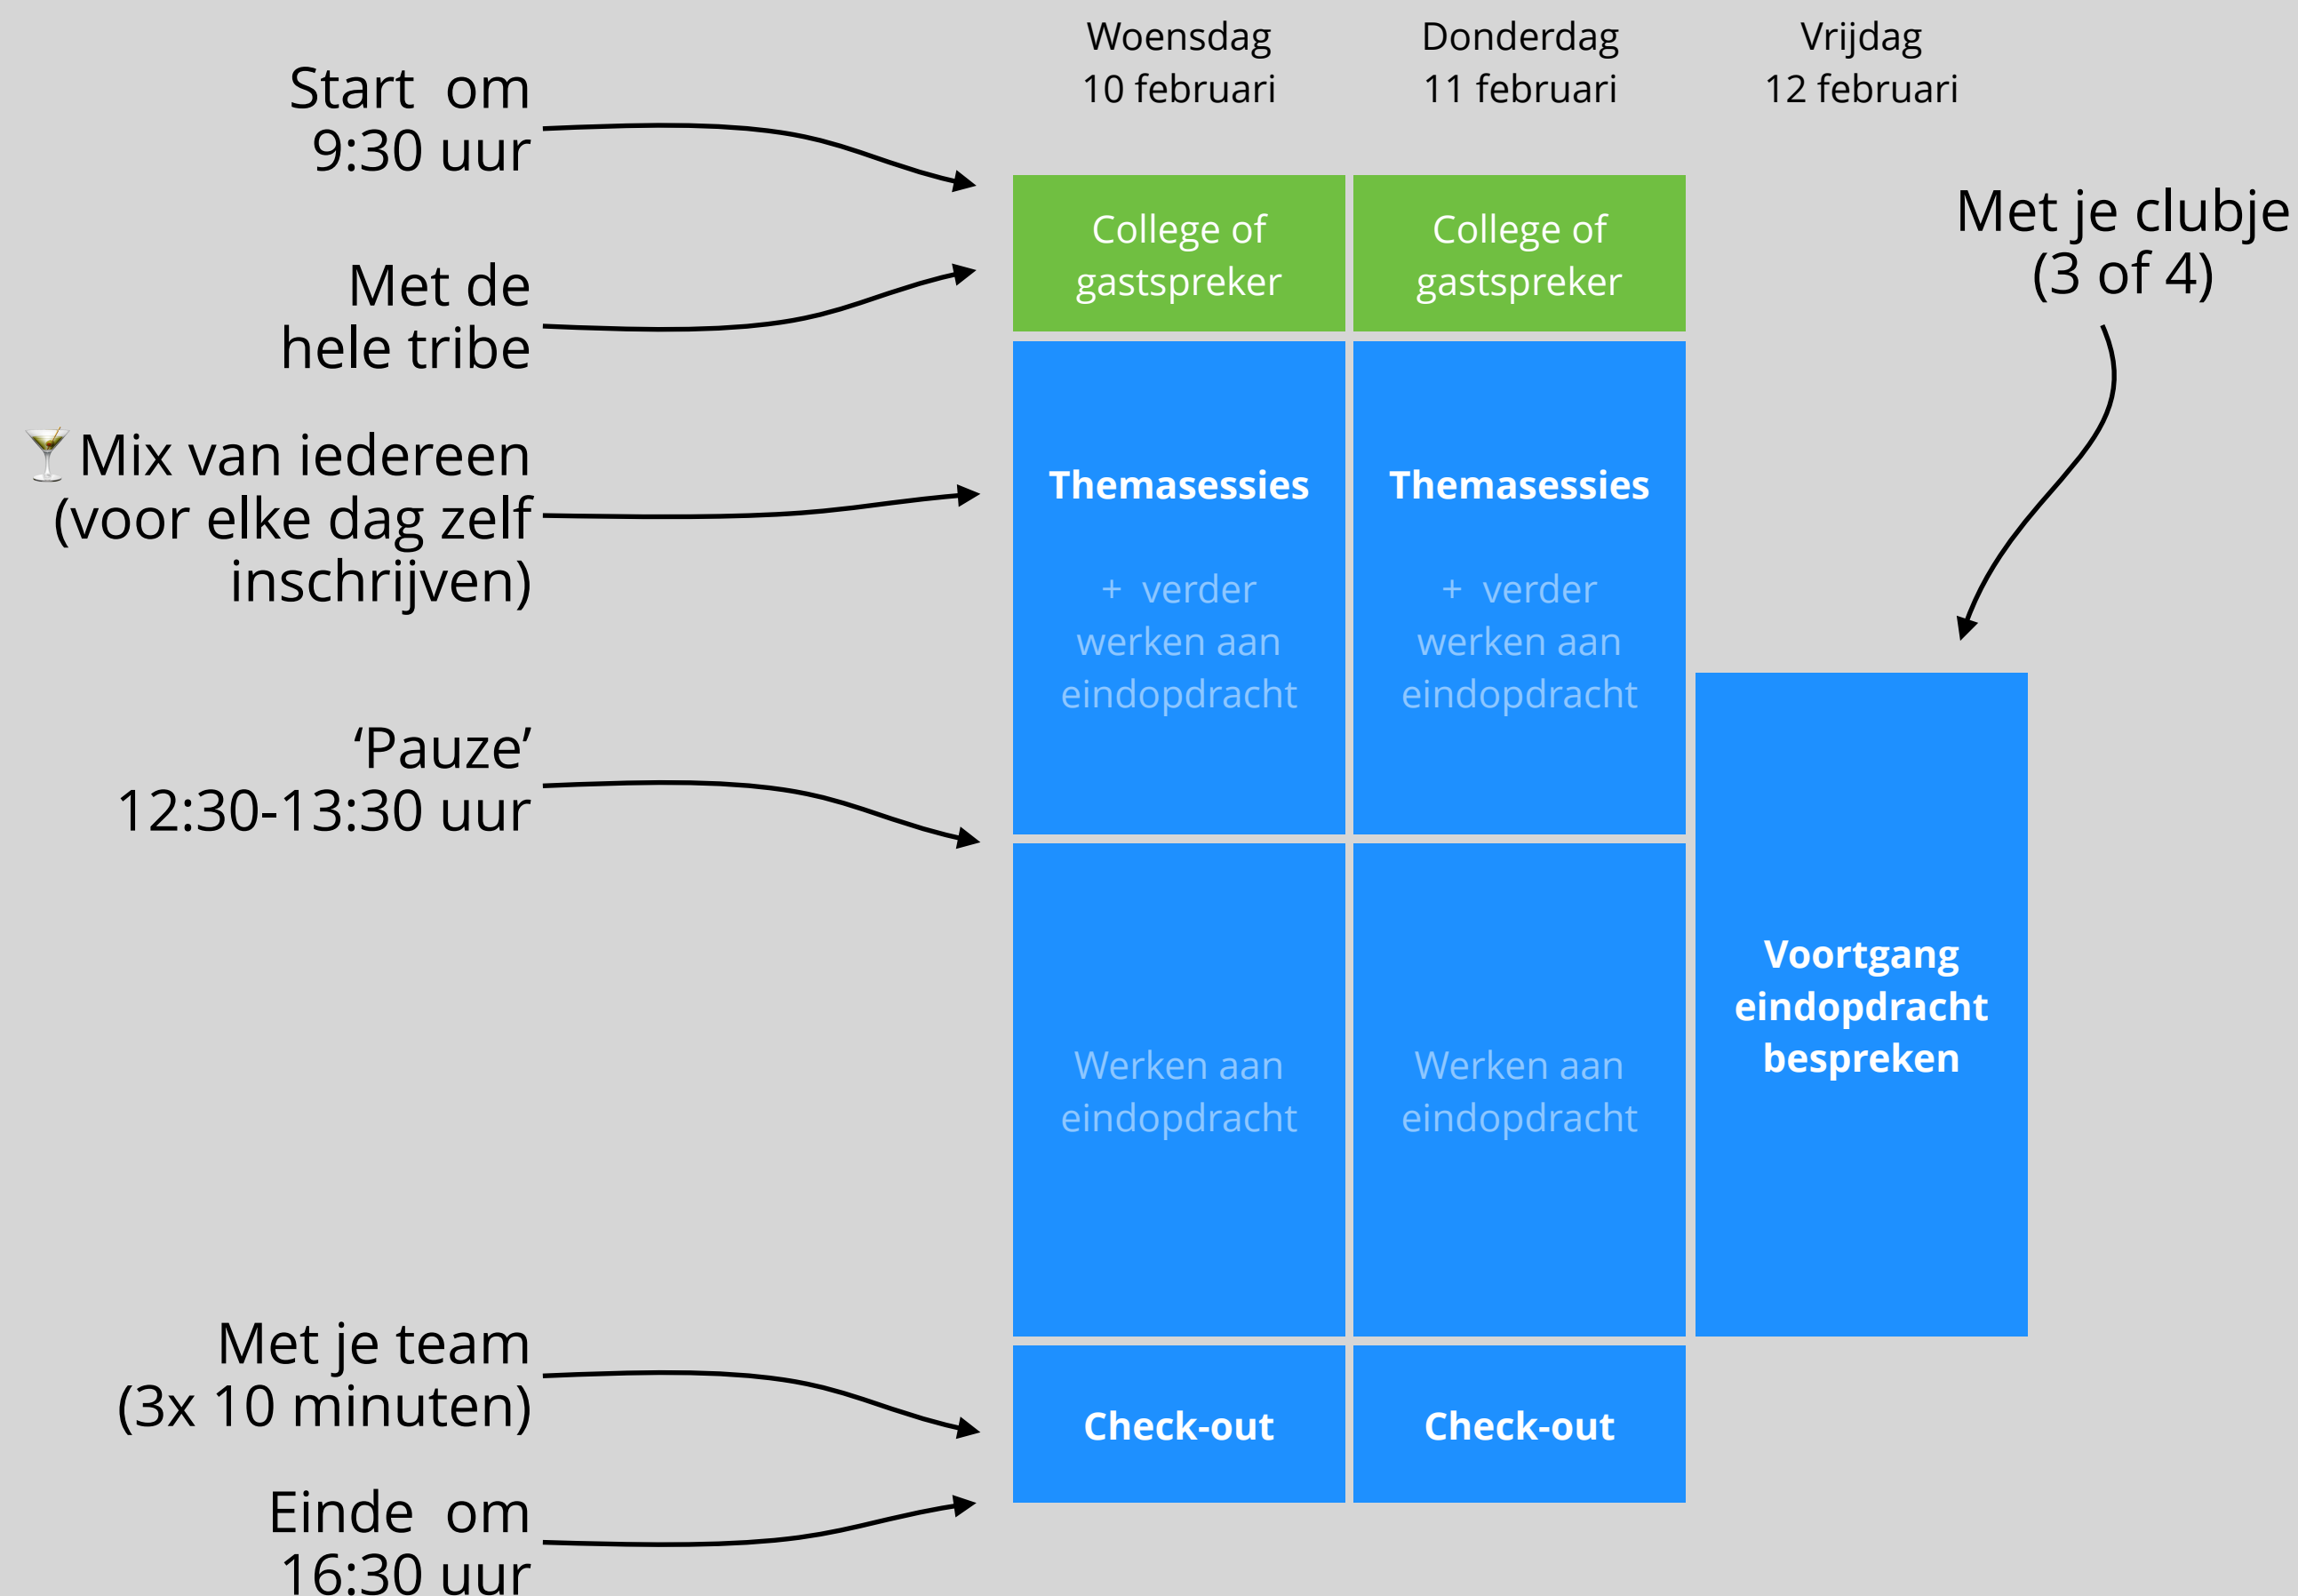 Woensdag
10 februari
Donderdag
11 februari
Vrijdag
12 februari
Start om
9:30 uur
Met de
hele tribe
🍸Mix van iedereen
(voor elke dag zelf
inschrijven)
‘Pauze’
12:30-13:30 uur
Met je team
(3x 10 minuten)
Einde om
16:30 uur
College of
gastspreker
Themasessies
+ verder
werken aan
eindopdracht
Werken aan
eindopdracht
Check-out
College of
gastspreker
Themasessies
+ verder
werken aan
eindopdracht
Werken aan
eindopdracht
Check-out
Met je clubje
(3 of 4)
Voortgang
eindopdracht
bespreken